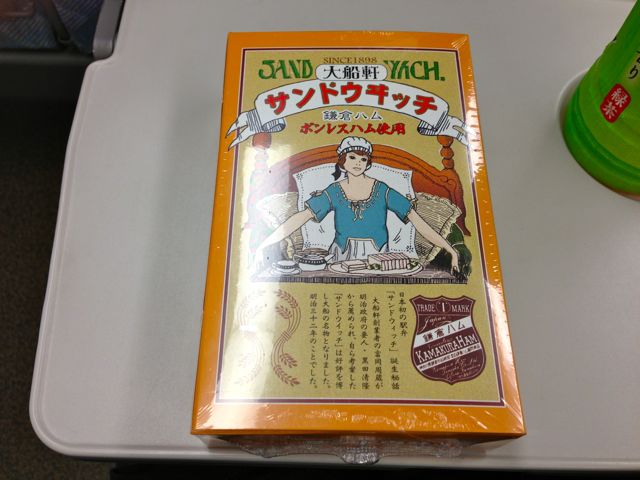 SINCE1898
SAND WYCH.
大船軒
サンドウヰッチ
鎌倉ハム
ボンレスハム使用
日本初の駅弁
「サンドウィッチ」誕生秘話
大船軒創業者の富岡周蔵が
明治政府の要人 黒田清隆
から薦められ、自ら考案した
「サンドウイッチ」は好評を博
し大船の名物となりました。
明治三十二年のことでした。
TRADE T MARK
Japan
鎌倉ハム
KAMAKURA HAM
緑茶